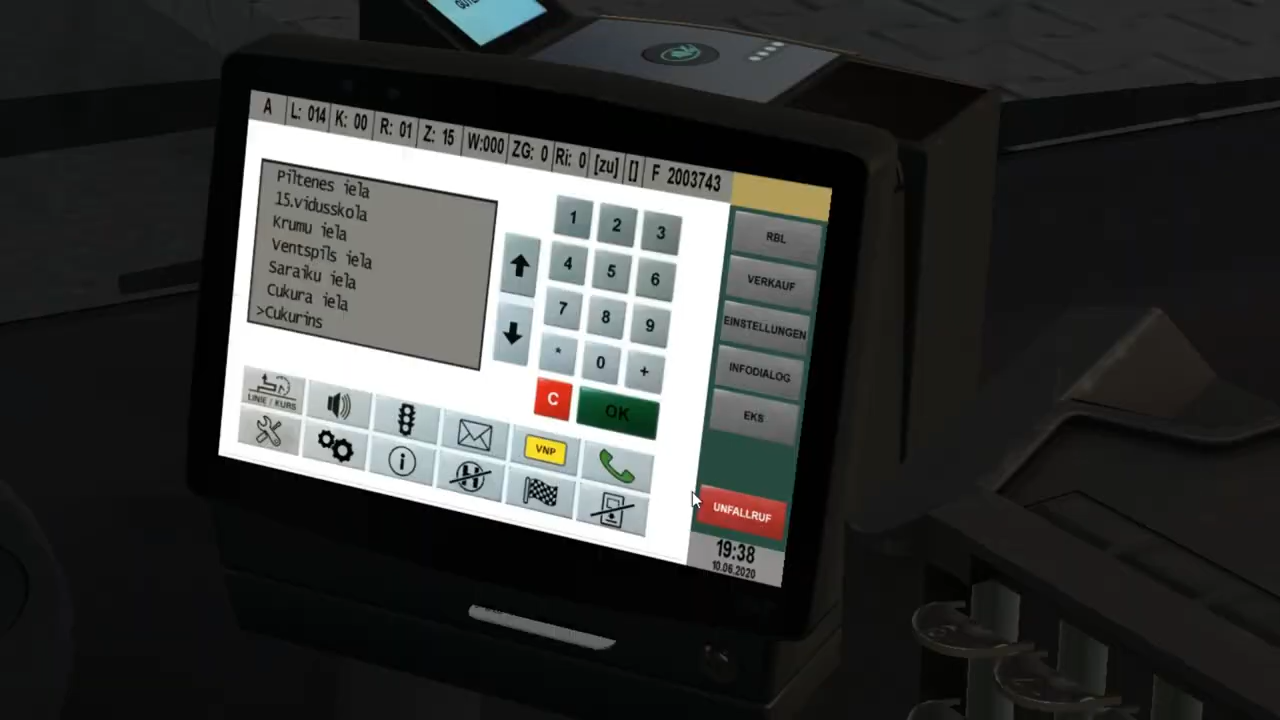 A L: 014 K: 00 R: 01 Z: 15 W:000 ZG: 0 Ri: 0 [zu] [] F 2003743
Piltenes iela
15.vidusskola
Krumu iela
Ventspils iela
Saraiku iela
Cukura iela
>Cukurins
1 2 3
4 5 6
7 8 9
* 0 +
C OK
RBL
VERKAUF
EINSTELLUNGEN
INFODIALOG
EKS
UNFALLRUF
19:38
10.06.2020
LINIE / KURS
VNP
H
i